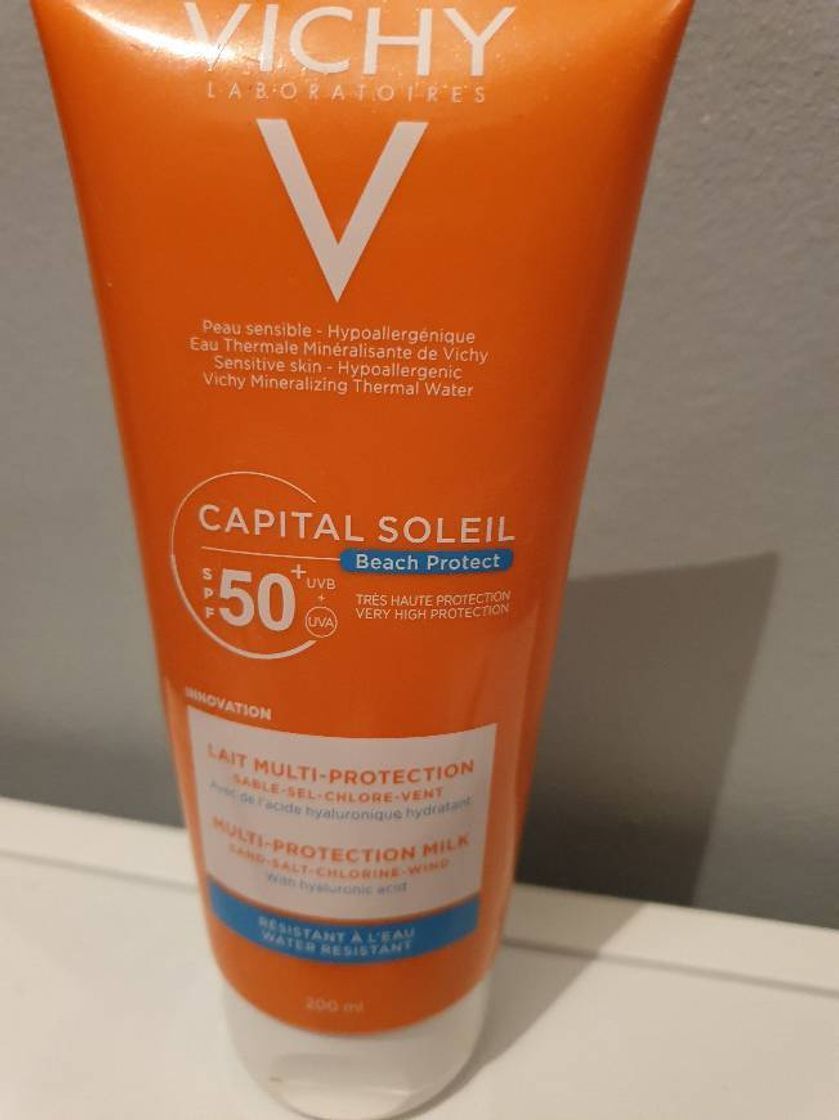 VICHY
LABORATOIRES
V
Peau sensible - Hypoallergénique
Eau Thermale Minéralisante de Vichy
Sensitive skin - Hypoallergenic
Vichy Mineralizing Thermal Water
CAPITAL SOLEIL
Beach Protect
SPF 50+ UVB + UVA
TRÈS HAUTE PROTECTION
VERY HIGH PROTECTION
INNOVATION
LAIT MULTI-PROTECTION
SABLE-SEL-CHLORE-VENT
Avec de l'acide hyaluronique hydratant
MULTI-PROTECTION MILK
SAND-SALT-CHLORINE-WIND
With hyaluronic acid
RÉSISTANT À L'EAU
WATER RESISTANT
200 ml